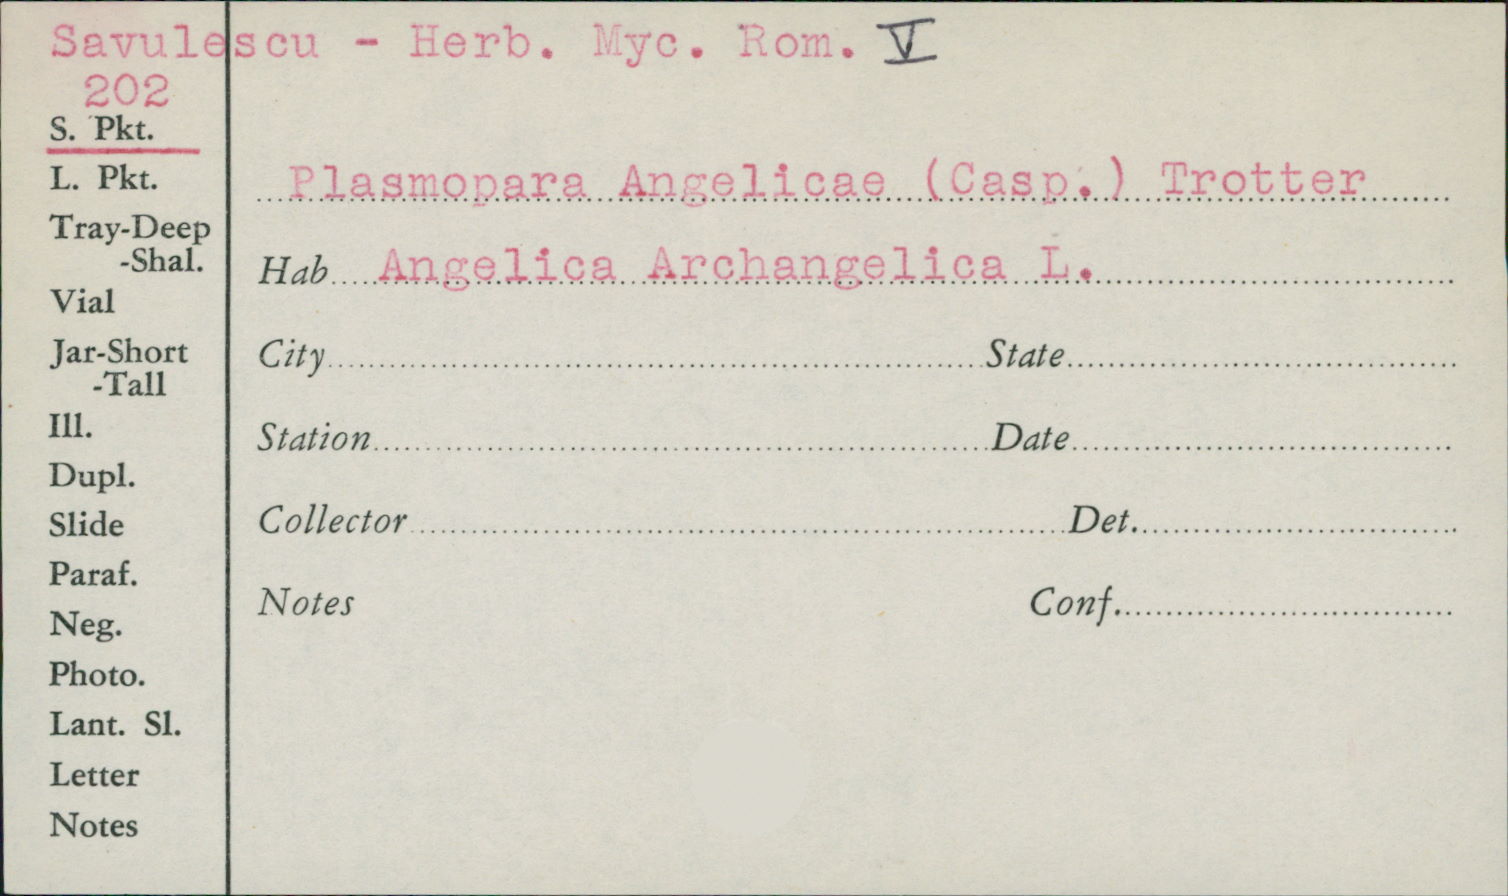 Savulescu - Herb. Myc. Rom. V
202
S. Pkt.
L. Pkt.
Tray-Deep
-Shal.
Vial
Jar-Short
-Tall
Ill.
Dupl.
Slide
Paraf.
Neg.
Photo.
Lant. Sl.
Letter
Notes
Plasmopara Angelicae (Casp.) Trotter
Hab Angelica Archangelica L.
City State
Station Date
Collector Det.
Notes Conf.